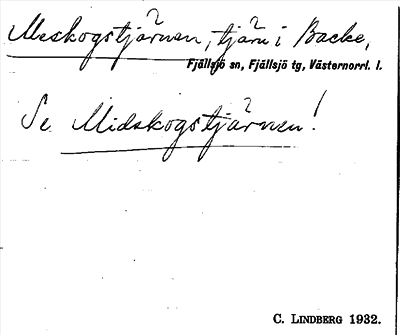 Meskogstjärnen, tjärn i Backe,
Fjällsjö sn, Fjällsjö tg, Västernorrl. l.
Se Midskogstjärnen!
C. LINDBERG 1932.